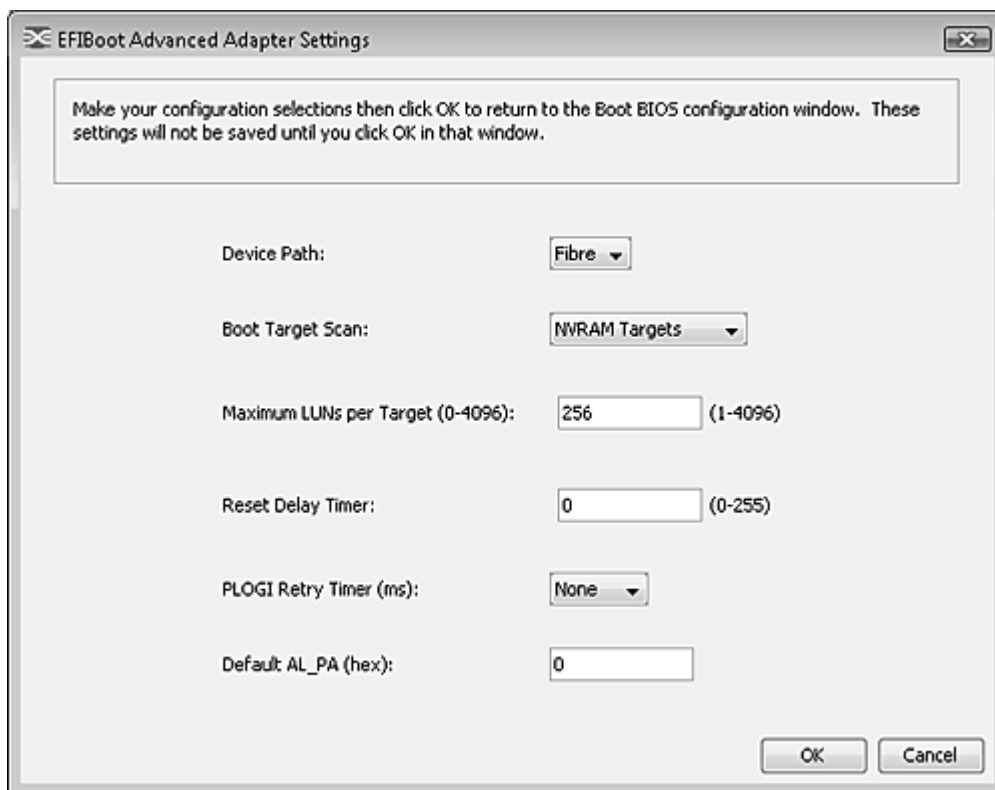 EFIBoot Advanced Adapter Settings
Make your configuration selections then click OK to return to the Boot BIOS configuration window. These
settings will not be saved until you click OK in that window.
Device Path: Fibre
Boot Target Scan: NVRAM Targets
Maximum LUNs per Target (0-4096): 256 (1-4096)
Reset Delay Timer: 0 (0-255)
PLOGI Retry Timer (ms): None
Default AL_PA (hex): 0
OK Cancel